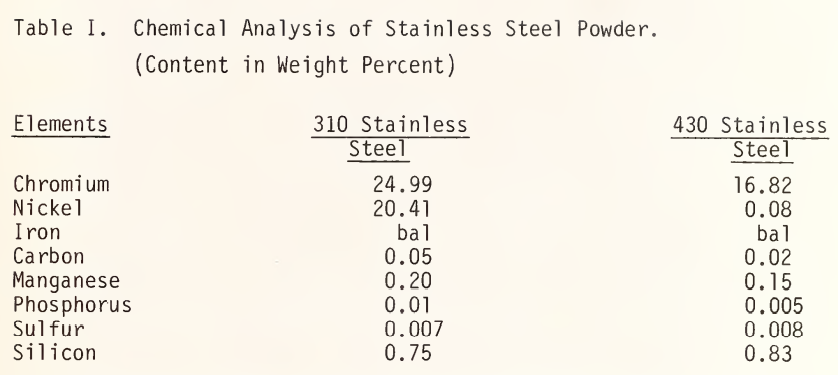 Table I. Chemical Analysis of Stainless Steel Powder.
(Content in Weight Percent)
Elements 310 Stainless 430 Stainless
Steel Steel
Chromium 24.99 16.82
Nickel 20.41 0.08
Iron bal bal
Carbon 0.05 0.02
Manganese 0.20 0.15
Phosphorus 0.01 0.005
Sulfur 0.007 0.008
Silicon 0.75 0.83